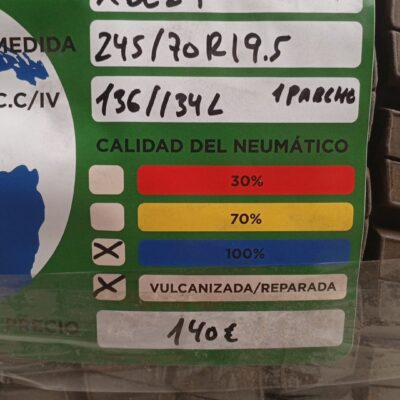 MEDIDA 245/70R19.5
C.C/IV 136/134L 1 PARCHE
CALIDAD DEL NEUMÁTICO
30%
70%
X 100%
X VULCANIZADA/REPARADA
PRECIO 140€